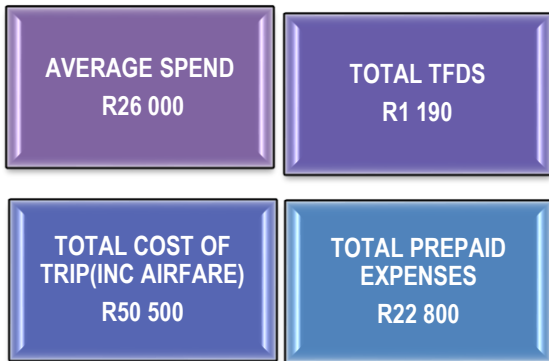 AVERAGE SPEND
R26 000
TOTAL TFDS
R1 190
TOTAL COST OF
TRIP(INC AIRFARE)
R50 500
TOTAL PREPAID
EXPENSES
R22 800